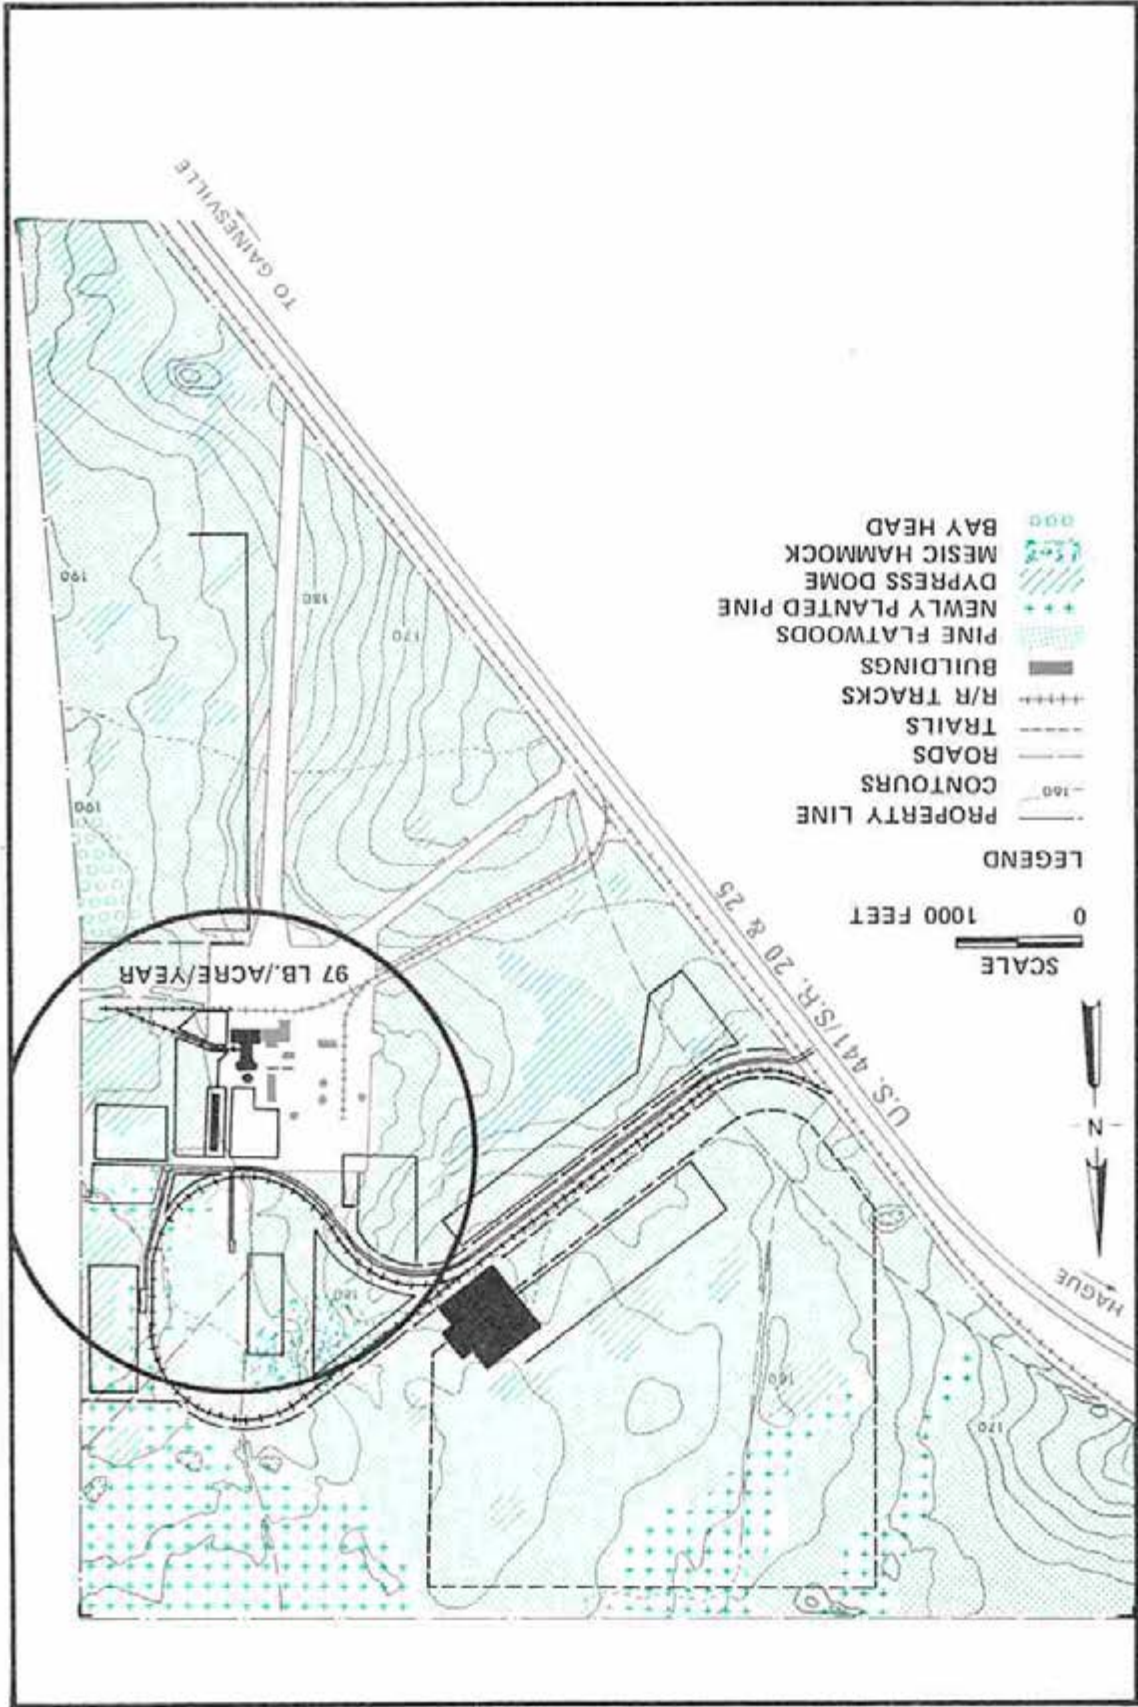 HAGUE
U.S. 441/S.R. 20 & 25
TO GAINESVILLE
N
SCALE
0 1000 FEET
LEGEND
PROPERTY LINE
160 CONTOURS
ROADS
TRAILS
R/R TRACKS
BUILDINGS
PINE FLATWOODS
NEWLY PLANTED PINE
DYPRESS DOME
MESIC HAMMOCK
BAY HEAD
170
160
160
97 LB./ACRE/YEAR
190
170
180
190